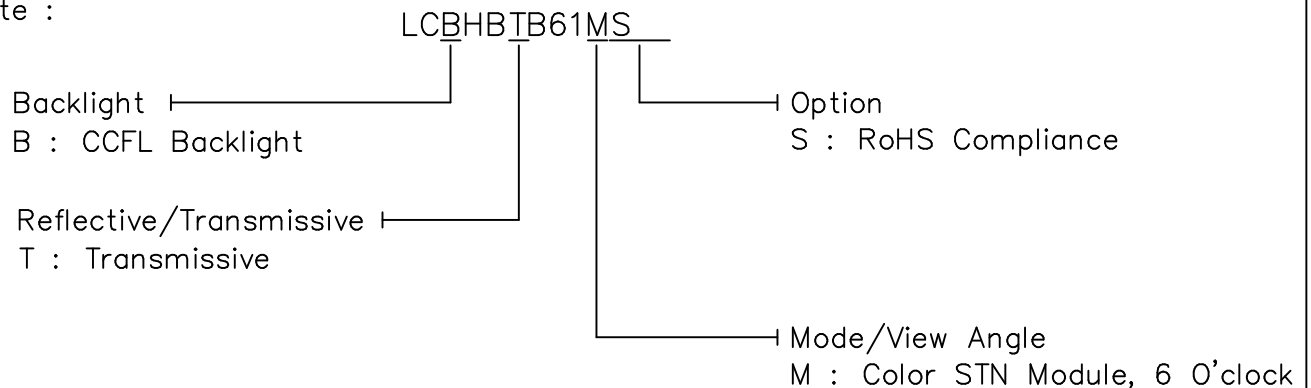 te :
LCBHBTB61MS
Backlight
B : CCFL Backlight
Option
S : RoHS Compliance
Reflective/Transmissive
T : Transmissive
Mode/View Angle
M : Color STN Module, 6 O'clock